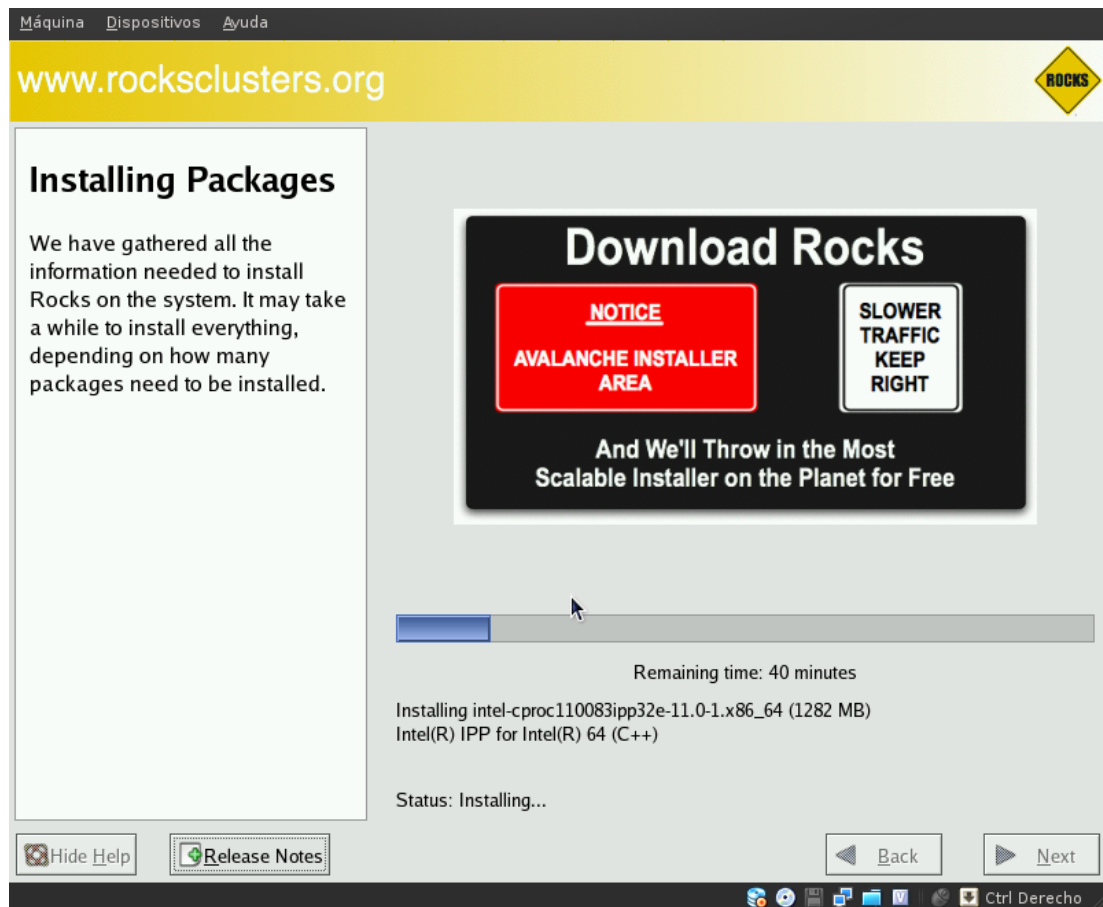 Máquina Dispositivos Ayuda
www.rocksclusters.org
ROCKS
Installing Packages
We have gathered all the
information needed to install
Rocks on the system. It may take
a while to install everything,
depending on how many
packages need to be installed.
Download Rocks
NOTICE
AVALANCHE INSTALLER
AREA
SLOWER
TRAFFIC
KEEP
RIGHT
And We'll Throw in the Most
Scalable Installer on the Planet for Free
Remaining time: 40 minutes
Installing intel-cproc110083ipp32e-11.0-1.x86_64 (1282 MB)
Intel(R) IPP for Intel(R) 64 (C++)
Status: Installing...
Hide Help
Release Notes
Back
Next
Ctrl Derecho